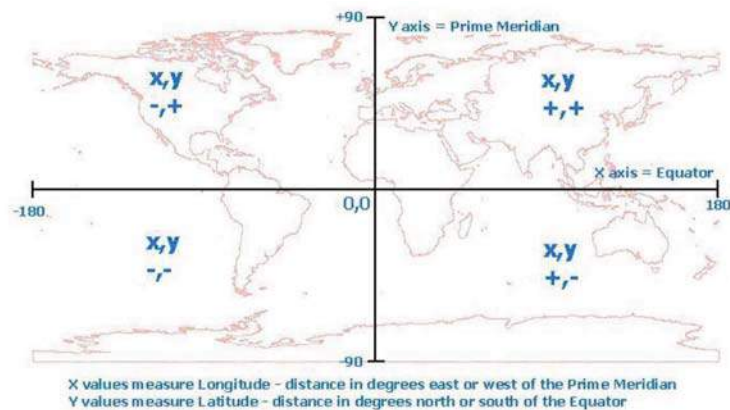 +90
Y axis = Prime Meridian
x,y
-,+
x,y
+,+
X axis = Equator
-180
0,0
180
x,y
-,-
x,y
+,-
-90
X values measure Longitude - distance in degrees east or west of the Prime Meridian
Y values measure Latitude - distance in degrees north or south of the Equator